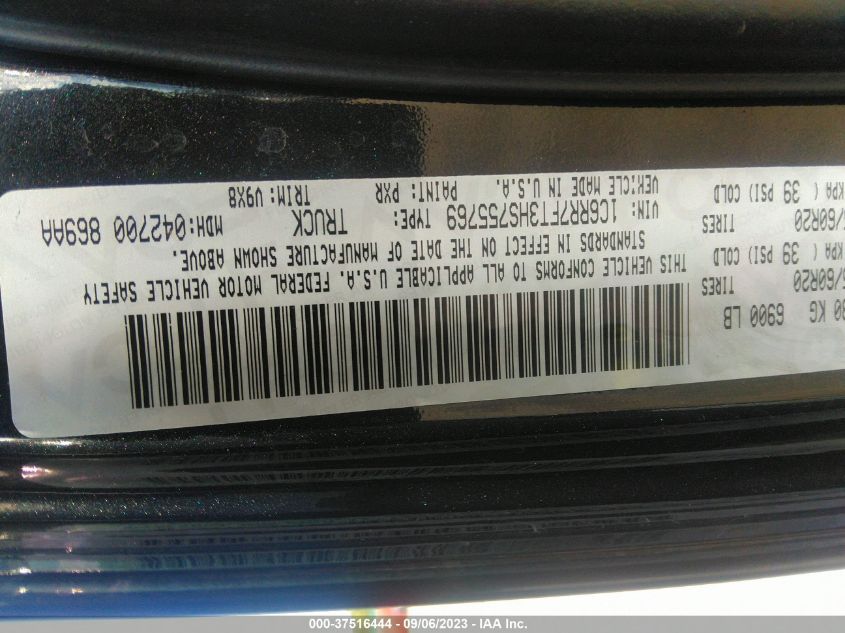 KG 6900 LB
/60R20 TIRES
KPA ( 39 PSI) COLD
/60R20 TIRES
KPA ( 39 PSI) COLD
THIS VEHICLE CONFORMS TO ALL APPLICABLE U.S.A. FEDERAL MOTOR VEHICLE SAFETY
STANDARDS IN EFFECT ON THE DATE OF MANUFACTURE SHOWN ABOVE.
VIN: 1C6RR7FT3HS755769 TYPE: TRUCK MDH:042700 869AA
VEHICLE MADE IN U.S.A. PAINT: PXR TRIM: V9X8
000-37516444 - 09/06/2023 - IAA Inc.